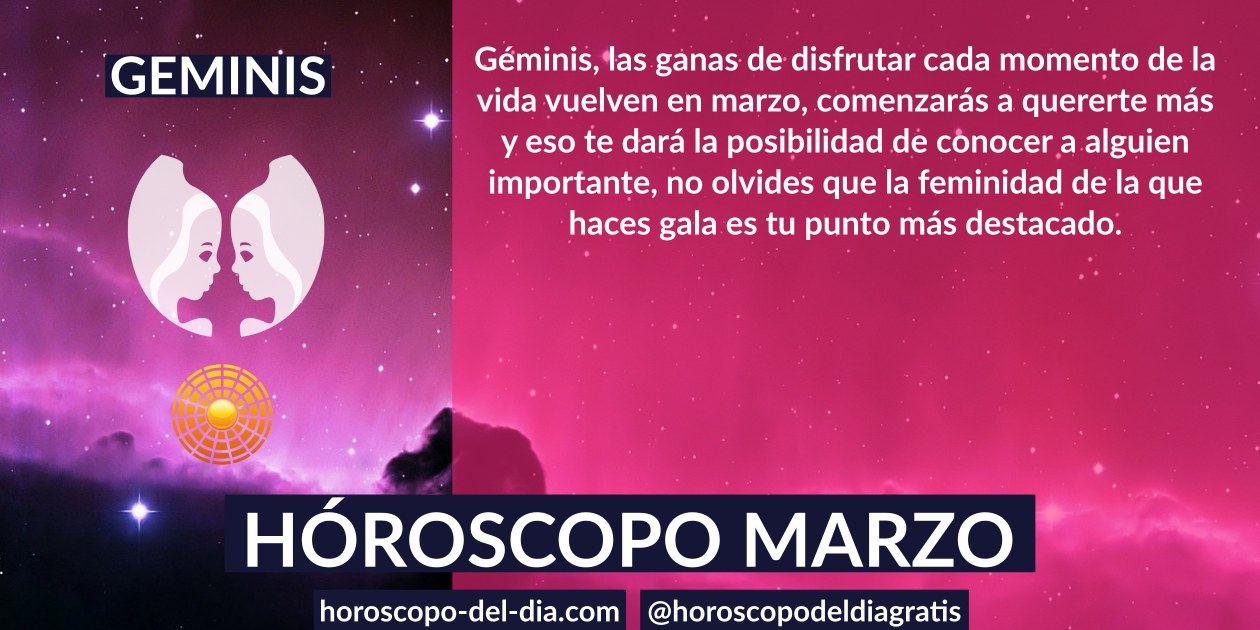 GEMINIS
Géminis, las ganas de disfrutar cada momento de la
vida vuelven en marzo, comenzarás a quererte más
y eso te dará la posibilidad de conocer a alguien
importante, no olvides que la feminidad de la que
haces gala es tu punto más destacado.
HÓROSCOPO MARZO
horoscopo-del-dia.com
@horoscopodeldiagratis